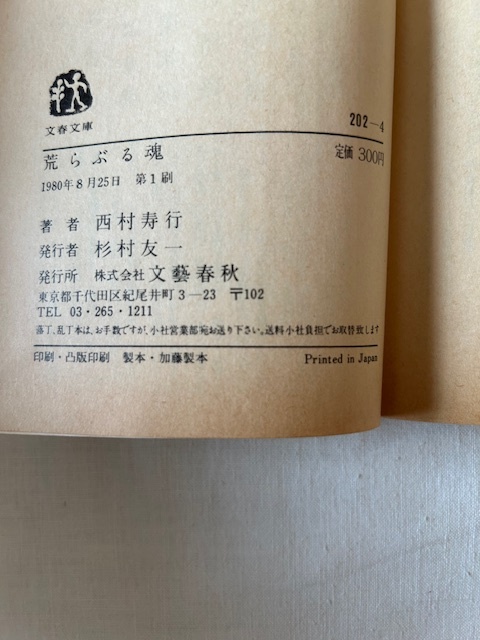 文春文庫
202—4
荒らぶる魂
定価 300円
1980年8月25日 第1刷
著者 西村寿行
発行者 杉村友一
発行所 株式会社 文藝春秋
東京都千代田区紀尾井町3—23 〒102
TEL 03・265・1211
落丁、乱丁本は、お手数ですが、小社営業部宛お送り下さい。送料小社負担でお取替致します
印刷・凸版印刷 製本・加藤製本
Printed in Japan